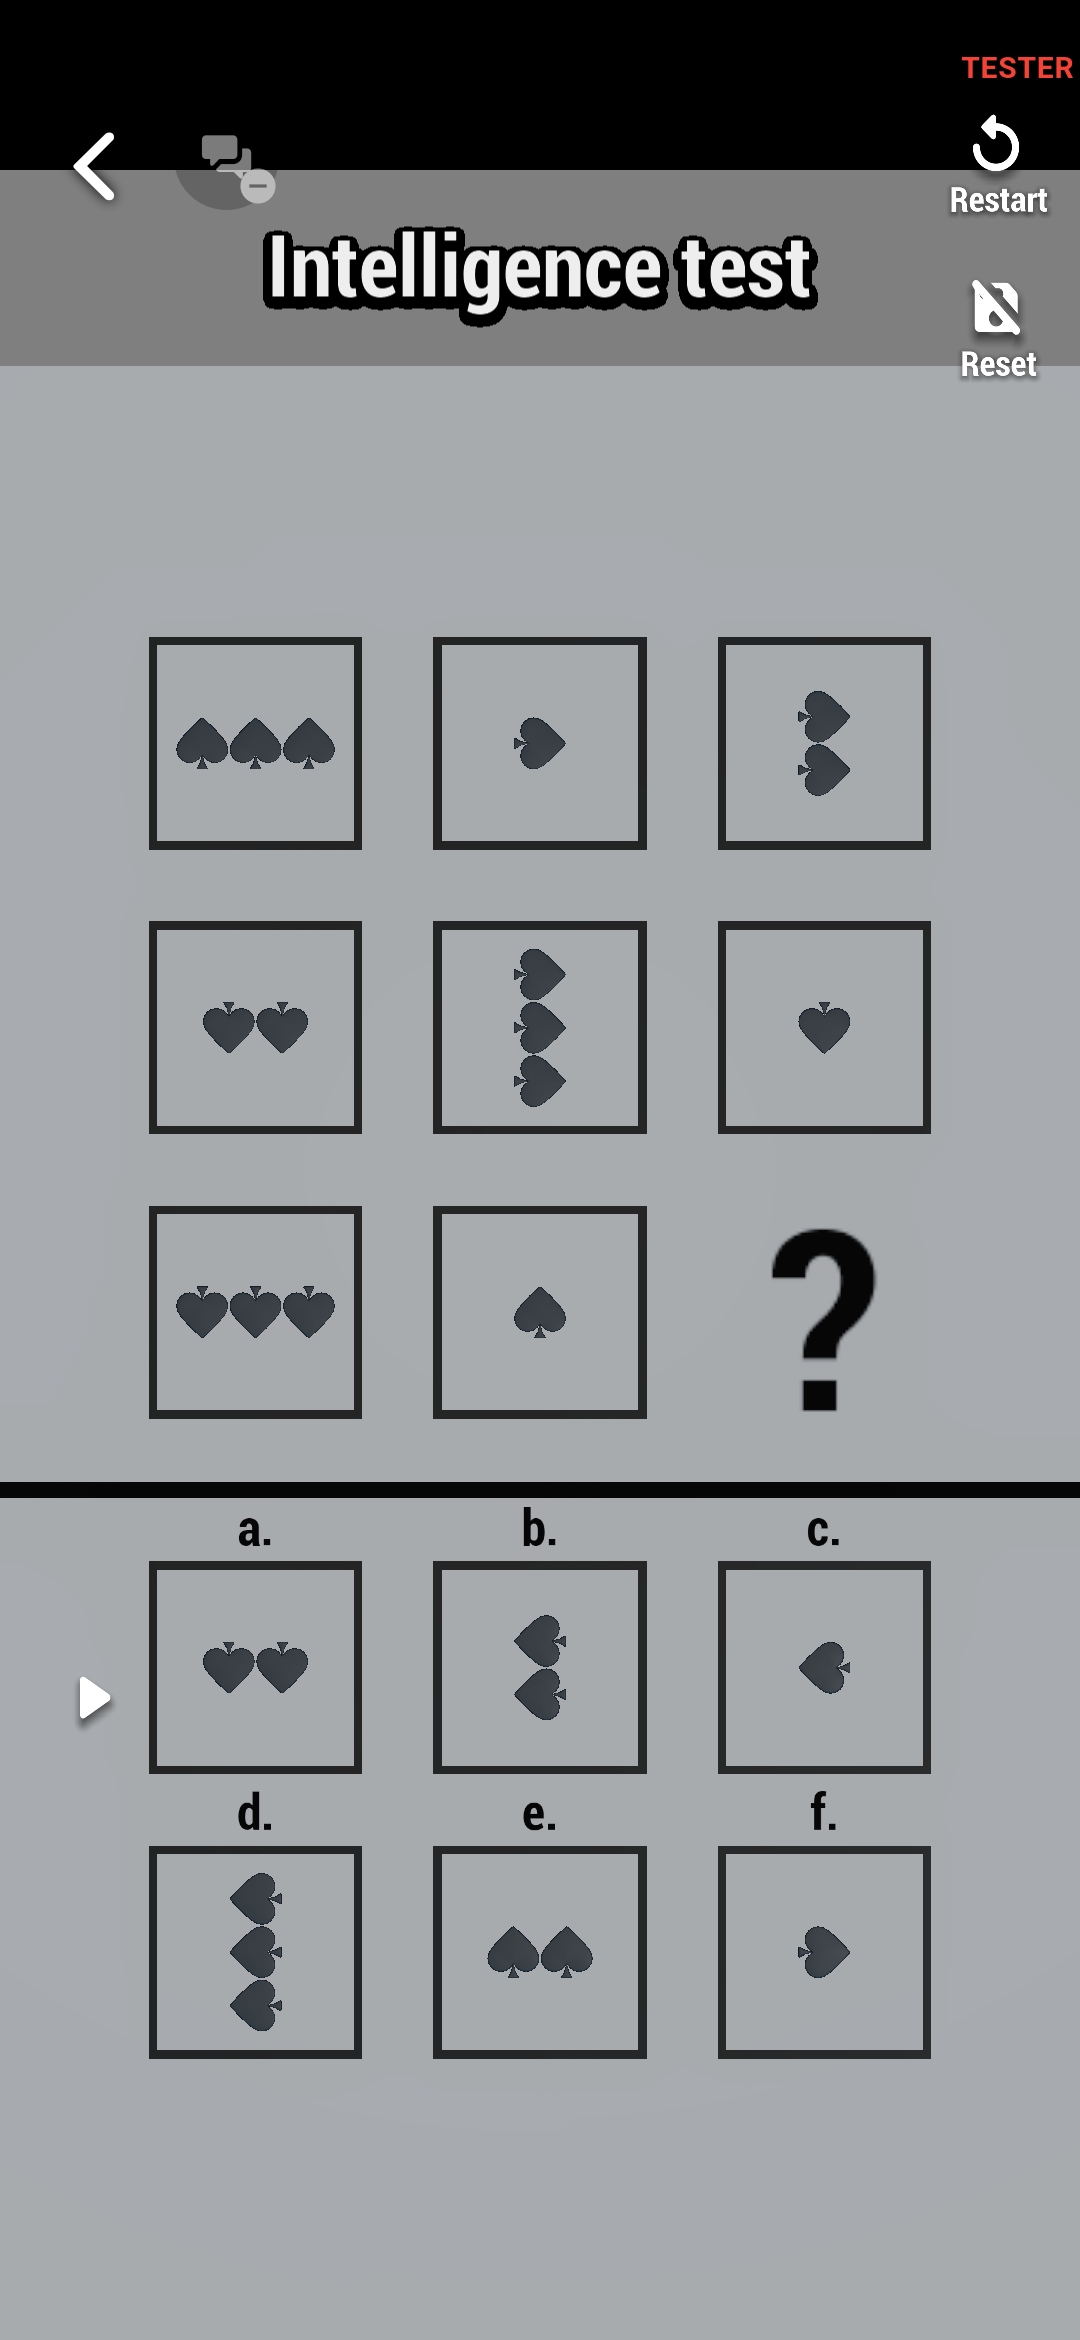 TESTER
Restart
Intelligence test
Reset
?
a.
b.
c.
d.
e.
f.